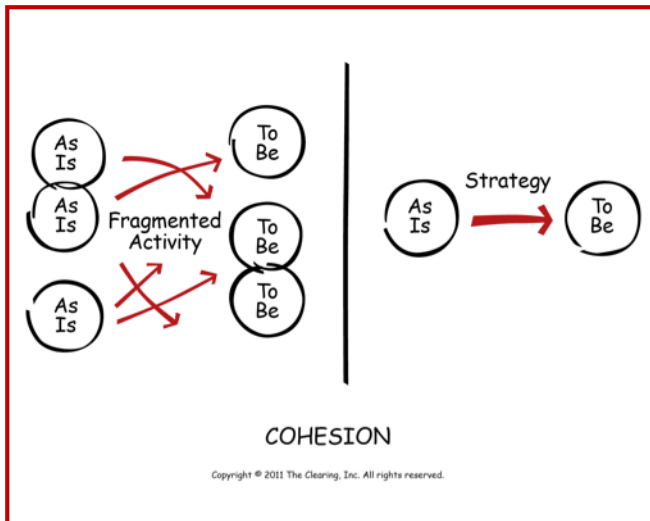 As
Is
As
Is
As
Is
Fragmented
Activity
To
Be
To
Be
To
Be
As
Is
Strategy
To
Be
COHESION
Copyright © 2011 The Clearing, Inc. All rights reserved.